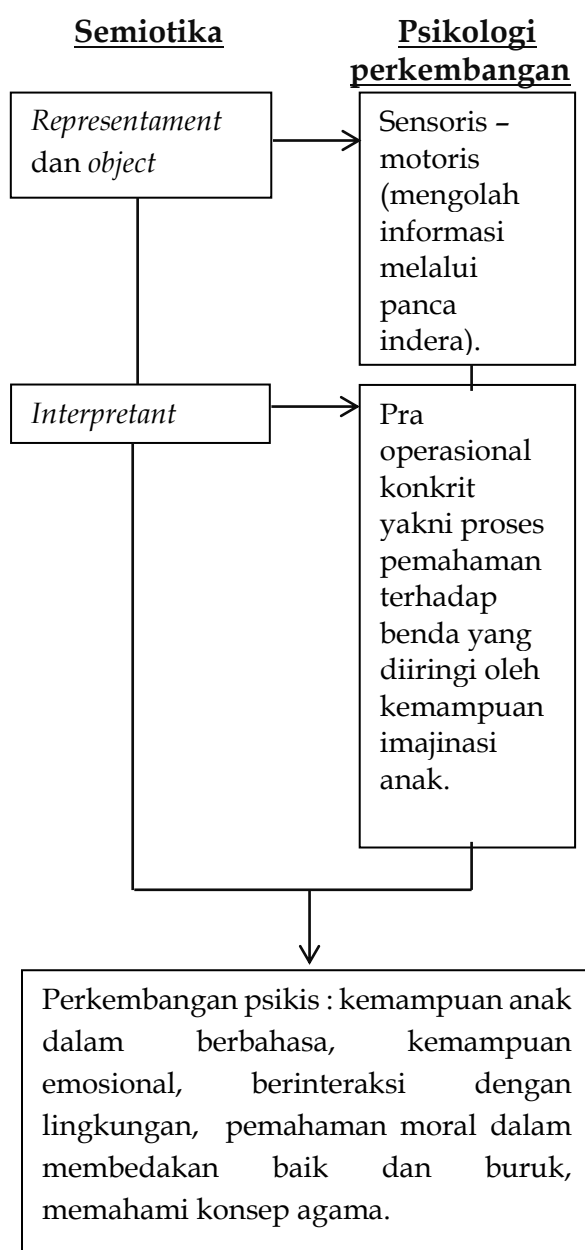 Semiotika
Psikologi
perkembangan
Representament
dan object
Sensoris –
motoris
(mengolah
informasi
melalui
panca
indera).
Interpretant
Pra
operasional
konkrit
yakni proses
pemahaman
terhadap
benda yang
diiringi oleh
kemampuan
imajinasi
anak.
Perkembangan psikis : kemampuan anak
dalam berbahasa, kemampuan
emosional, berinteraksi dengan
lingkungan, pemahaman moral dalam
membedakan baik dan buruk,
memahami konsep agama.